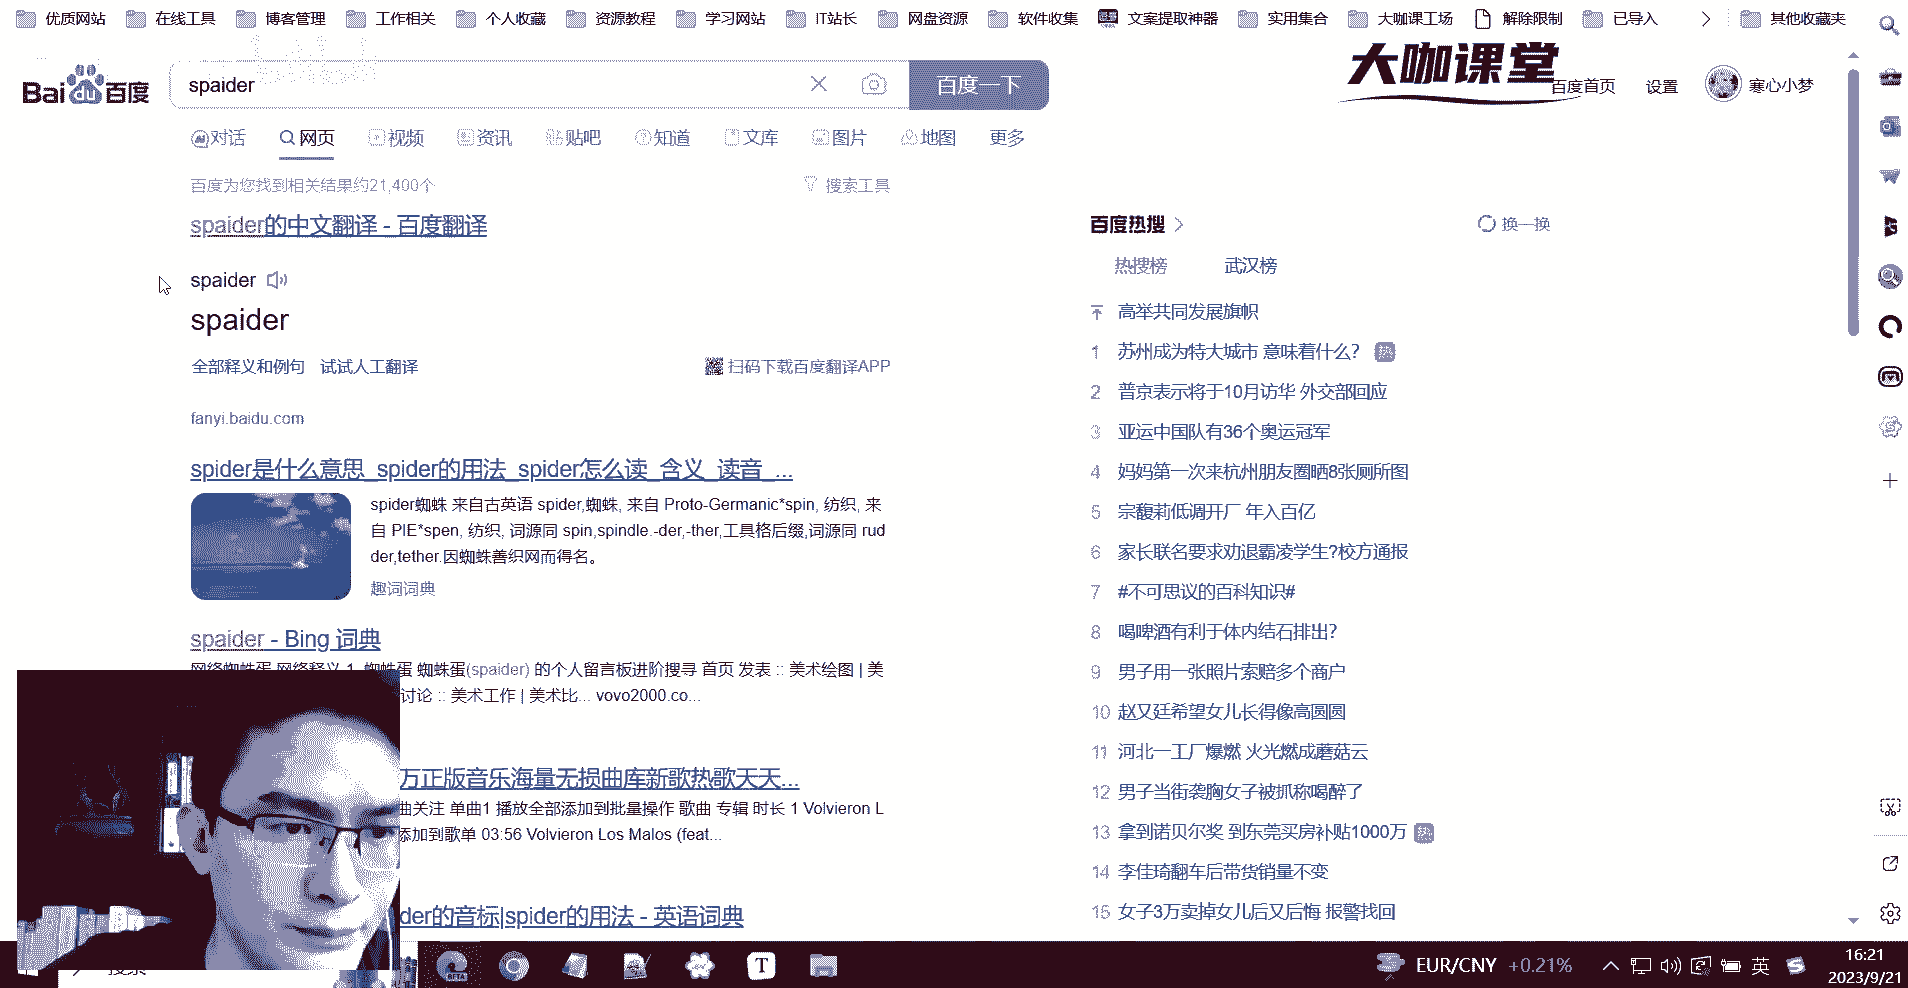 优质网站 在线工具 博客管理 工作相关 个人收藏 资源教程 学习网站 IT站长 网盘资源 软件收集 文案提取神器 实用集合 大咖课工场 解除限制 已导入 其他收藏夹
大咖课堂
Bai du 百度 spaider 百度一下 百度首页 设置 寒心小梦
对话 网页 视频 资讯 贴吧 知道 文库 图片 地图 更多
百度为您找到相关结果约21,400个 搜索工具
spaider的中文翻译 - 百度翻译
spaider
spaider
全部释义和例句 试试人工翻译 扫码下载百度翻译APP
fanyi.baidu.com
spider是什么意思_spider的用法_spider怎么读_含义_读音_...
spider蜘蛛 来自古英语 spider,蜘蛛, 来自 Proto-Germanic*spin, 纺织, 来
自 PIE*spen, 纺织, 词源同 spin,spindle.-der,-ther,工具格后缀,词源同 rud
der,tether.因蜘蛛善织网而得名。
趣词词典
spaider - Bing 词典
网络蜘蛛蛋 网络释义 1. 蜘蛛蛋 蜘蛛蛋(spaider) 的个人留言板进阶搜寻 首页 发表 :: 美术绘图 | 美
讨论 :: 美术工作 | 美术比... vovo2000.co...
万正版音乐海量无损曲库新歌热歌天天...
曲关注 单曲1 播放全部添加到批量操作 歌曲 专辑 时长 1 Volvieron L
添加到歌单 03:56 Volvieron Los Malos (feat...
der的音标|spider的用法 - 英语词典
百度热搜 换一换
热搜榜 武汉榜
高举共同发展旗帜
1 苏州成为特大城市 意味着什么? 热
2 普京表示将于10月访华 外交部回应
3 亚运中国队有36个奥运冠军
4 妈妈第一次来杭州朋友圈晒8张厕所图
5 宗馥莉低调开厂 年入百亿
6 家长联名要求劝退霸凌学生?校方通报
7 #不可思议的百科知识#
8 喝啤酒有利于体内结石排出?
9 男子用一张照片索赔多个商户
10 赵又廷希望女儿长得像高圆圆
11 河北一工厂爆燃 火光燃成蘑菇云
12 男子当街袭胸女子被抓称喝醉了
13 拿到诺贝尔奖 到东莞买房补贴1000万 热
14 李佳琦翻车后带货销量不变
15 女子3万卖掉女儿后又后悔 报警找回
BETA T EUR/CNY +0.21% 英 16:21
2023/9/21